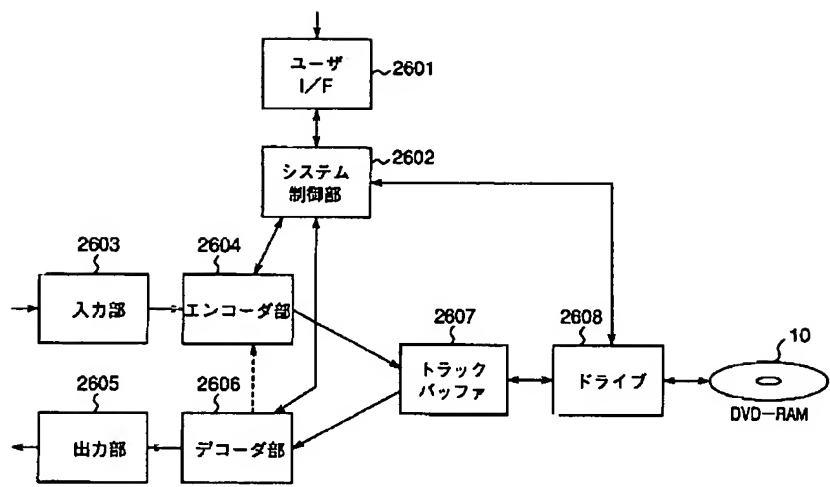 ユーザ
I/F
2601
システム
制御部
2602
2603
入力部
2604
エンコーダ部
2605
出力部
2606
デコーダ部
2607
トラック
バッファ
2608
ドライブ
10
DVD-RAM